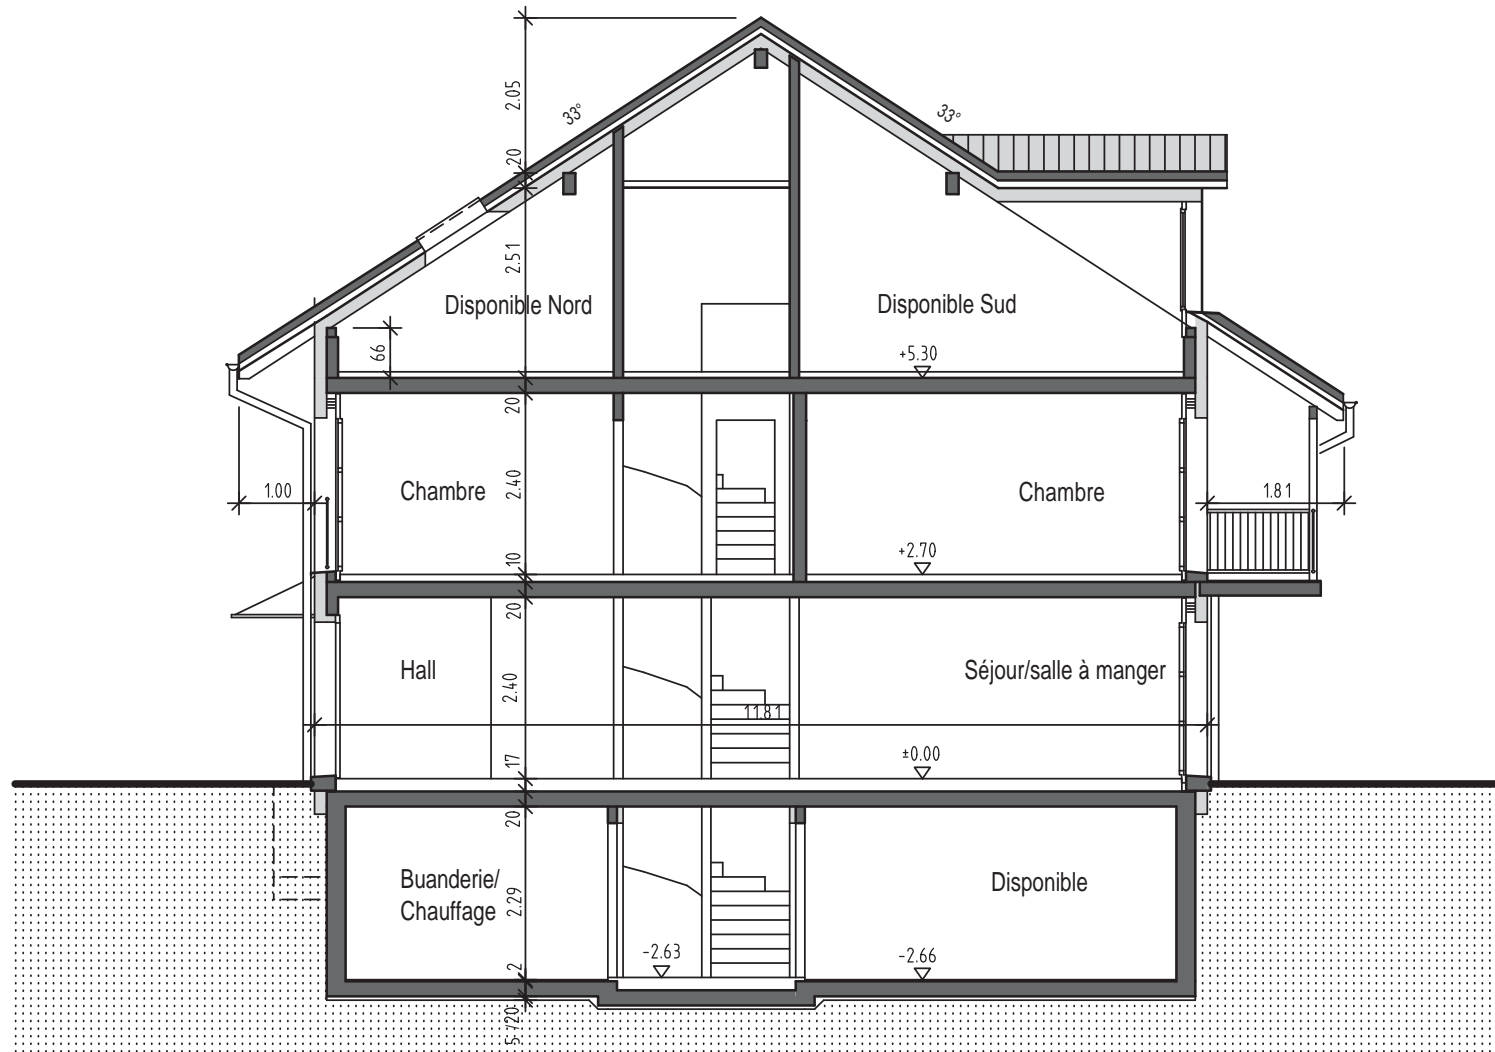 2.05
33°
33°
20
2.51
Disponible Nord
Disponible Sud
66
+5.30
20
Chambre
2.40
Chambre
1.00
1.81
10
+2.70
20
Hall
2.40
Séjour/salle à manger
11.81
17
±0.00
20
Buanderie/
Chauffage
2.29
Disponible
2
-2.63
-2.66
5/20